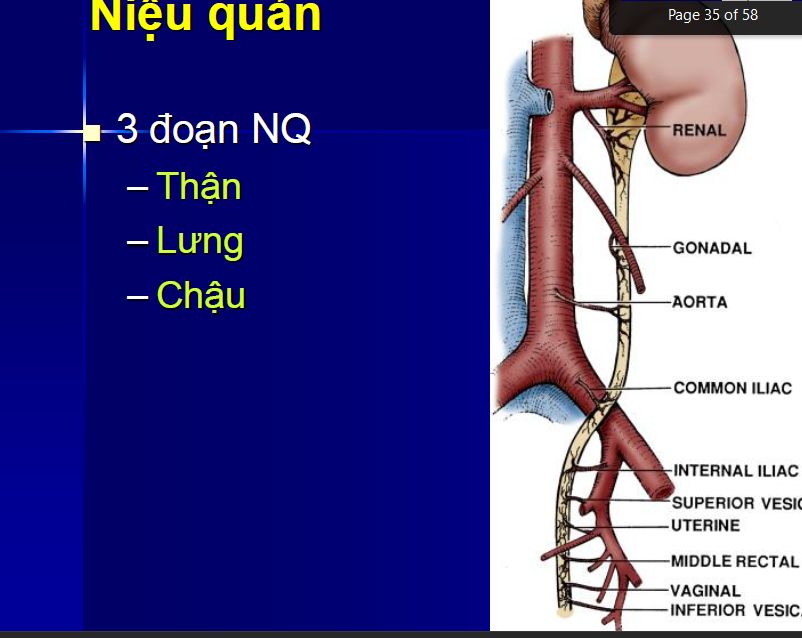 Niệu quản
Page 35 of 58
3 đoạn NQ
– Thận
– Lưng
– Chậu
RENAL
GONADAL
AORTA
COMMON ILIAC
INTERNAL ILIAC
SUPERIOR VESIC
UTERINE
MIDDLE RECTAL
VAGINAL
INFERIOR VESIC